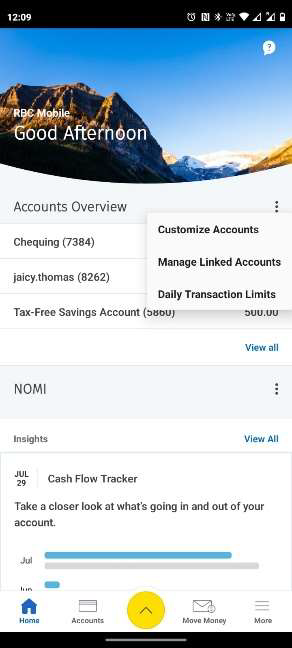 12:09
RBC Mobile
Good Afternoon
Accounts Overview
Customize Accounts
Chequing (7384)
Manage Linked Accounts
jaicy.thomas (8262)
Daily Transaction Limits
Tax-Free Savings Account (5860) 500.00
View all
NOMI
Insights View All
JUL
29
Cash Flow Tracker
Take a closer look at what's going in and out of your
account.
Jul
Jun
Home Accounts Move Money More